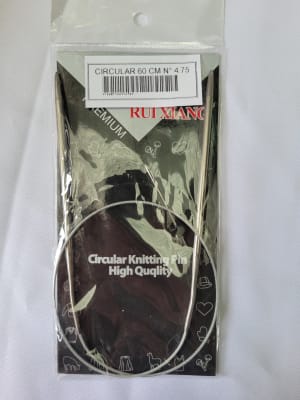 CIRCULAR 60 CM N° 4.75
PREMIUM
RUI XIANG
Circular Knitting Pin
High Quqlity